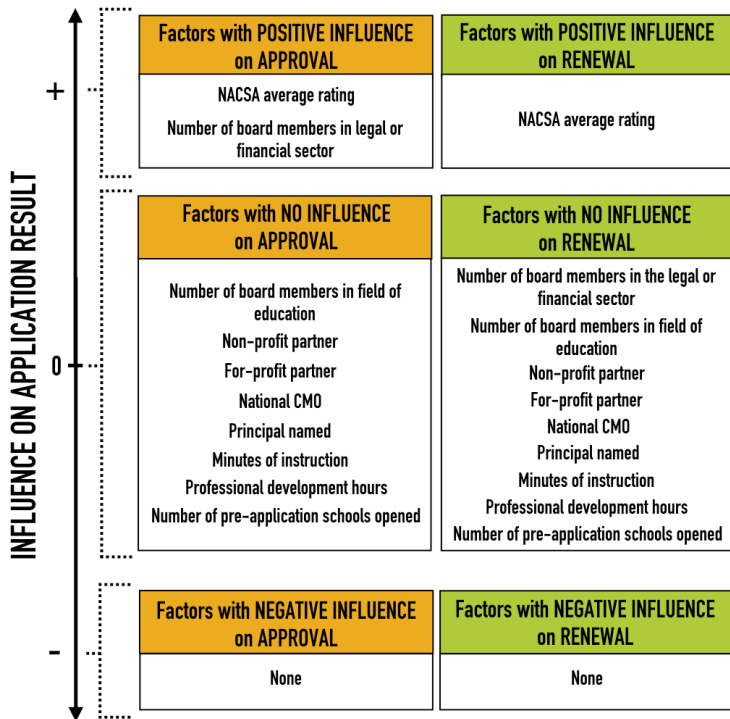 INFLUENCE ON APPLICATION RESULT
+
Factors with POSITIVE INFLUENCE
on APPROVAL
NACSA average rating
Number of board members in legal or
financial sector
Factors with POSITIVE INFLUENCE
on RENEWAL
NACSA average rating
0
Factors with NO INFLUENCE
on APPROVAL
Number of board members in field of
education
Non-profit partner
For-profit partner
National CMO
Principal named
Minutes of instruction
Professional development hours
Number of pre-application schools opened
Factors with NO INFLUENCE
on RENEWAL
Number of board members in the legal or
financial sector
Number of board members in field of
education
Non-profit partner
For-profit partner
National CMO
Principal named
Minutes of instruction
Professional development hours
Number of pre-application schools opened
-
Factors with NEGATIVE INFLUENCE
on APPROVAL
None
Factors with NEGATIVE INFLUENCE
on RENEWAL
None